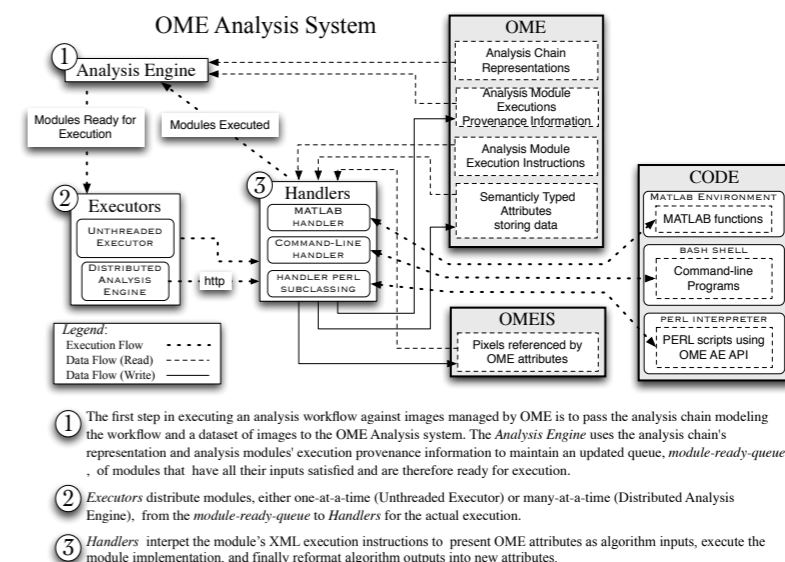 OME Analysis System
OME
1
Analysis Engine
Analysis Chain
Representations
Analysis Module
Executions
Provenance Information
Modules Ready for
Execution
Modules Executed
Analysis Module
Execution Instructions
Semanticly Typed
Attributes
storing data
2
Executors
UNTHREADED
EXECUTOR
DISTRIBUTED
ANALYSIS
ENGINE
http
3
Handlers
MATLAB
HANDLER
COMMAND-LINE
HANDLER
HANDLER PERL
SUBCLASSING
CODE
MATLAB ENVIRONMENT
MATLAB functions
BASH SHELL
Command-line
Programs
PERL INTERPRETER
PERL scripts using
OME AE API
OMEIS
Pixels referenced by
OME attributes
Legend:
Execution Flow
Data Flow (Read)
Data Flow (Write)
1 The first step in executing an analysis workflow against images managed by OME is to pass the analysis chain modeling
the workflow and a dataset of images to the OME Analysis system. The Analysis Engine uses the analysis chain's
representation and analysis modules' execution provenance information to maintain an updated queue, module-ready-queue
, of modules that have all their inputs satisfied and are therefore ready for execution.
2 Executors distribute modules, either one-at-a-time (Unthreaded Executor) or many-at-a-time (Distributed Analysis
Engine), from the module-ready-queue to Handlers for the actual execution.
3 Handlers interpet the module's XML execution instructions to present OME attributes as algorithm inputs, execute the
module implementation, and finally reformat algorithm outputs into new attributes.